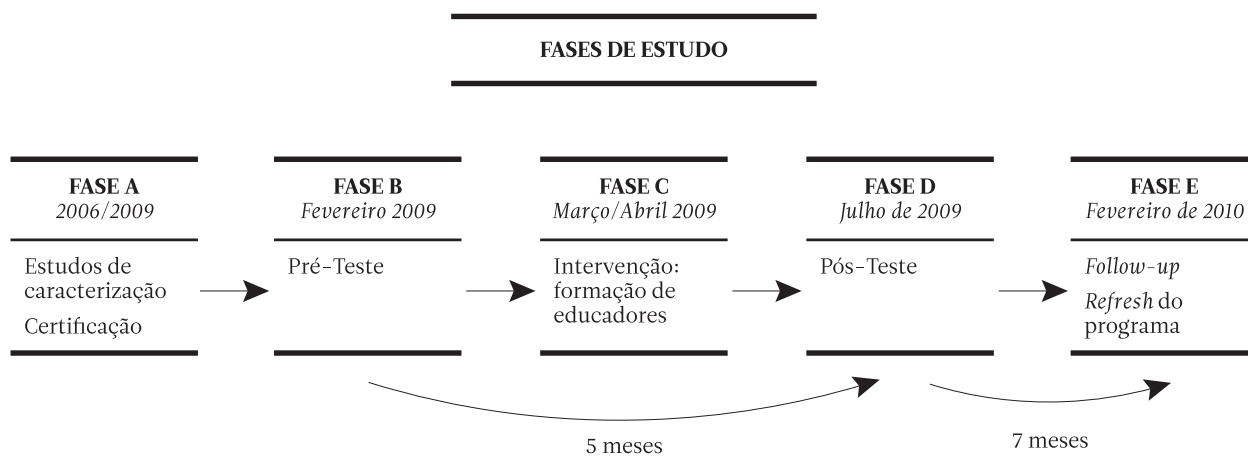 FASES DE ESTUDO
FASE A
2006/2009
Estudos de
caracterização
Certificação
FASE B
Fevereiro 2009
Pré-Teste
FASE C
Março/Abril 2009
Intervenção:
formação de
educadores
FASE D
Julho de 2009
Pós-Teste
FASE E
Fevereiro de 2010
Follow-up
Refresh do
programa
5 meses
7 meses